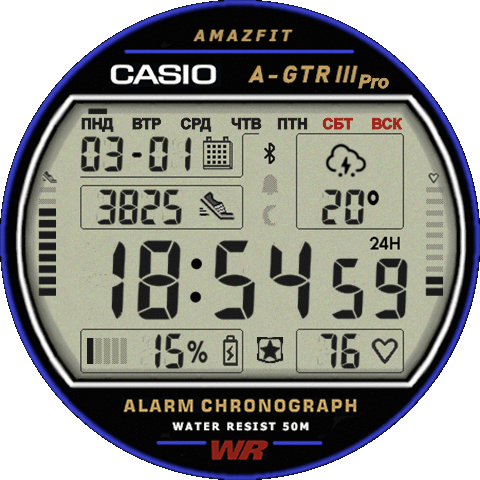 AMAZFIT
CASIO A-GTR III Pro
ПНД ВТР СРД ЧТВ ПТН СБТ ВСК
03-01
3825 20°
24H
18:54 59
15% 76
ALARM CHRONOGRAPH
WATER RESIST 50M
WR